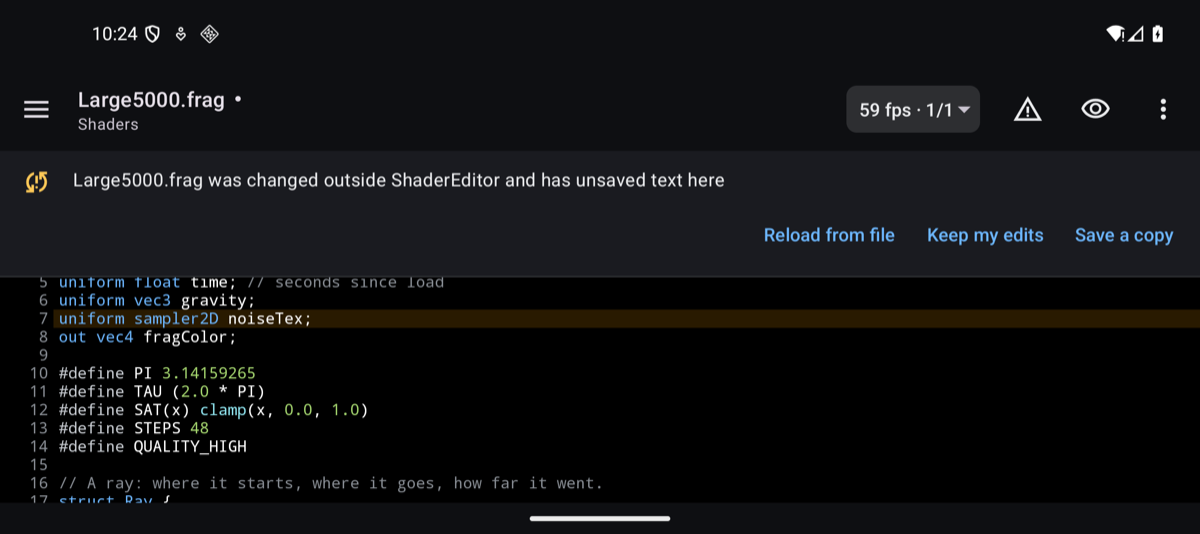 10:24
Large5000.frag •
Shaders
59 fps · 1/1
Large5000.frag was changed outside ShaderEditor and has unsaved text here
Reload from file Keep my edits Save a copy
5 uniform float time; // seconds since load
6 uniform vec3 gravity;
7 uniform sampler2D noiseTex;
8 out vec4 fragColor;
9
10 #define PI 3.14159265
11 #define TAU (2.0 * PI)
12 #define SAT(x) clamp(x, 0.0, 1.0)
13 #define STEPS 48
14 #define QUALITY_HIGH
15
16 // A ray: where it starts, where it goes, how far it went.
17 struct Ray {